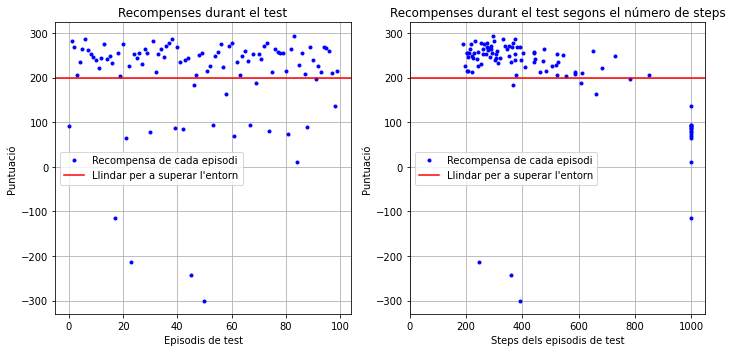 Recompenses durant el test
Puntuació
300
200
100
0
−100
−200
−300
Recompensa de cada episodi
Llindar per a superar l'entorn
0
20
40
60
80
100
Episodis de test
Recompenses durant el test segons el número de steps
Puntuació
300
200
100
0
−100
−200
−300
Recompensa de cada episodi
Llindar per a superar l'entorn
0
200
400
600
800
1000
Steps dels episodis de test